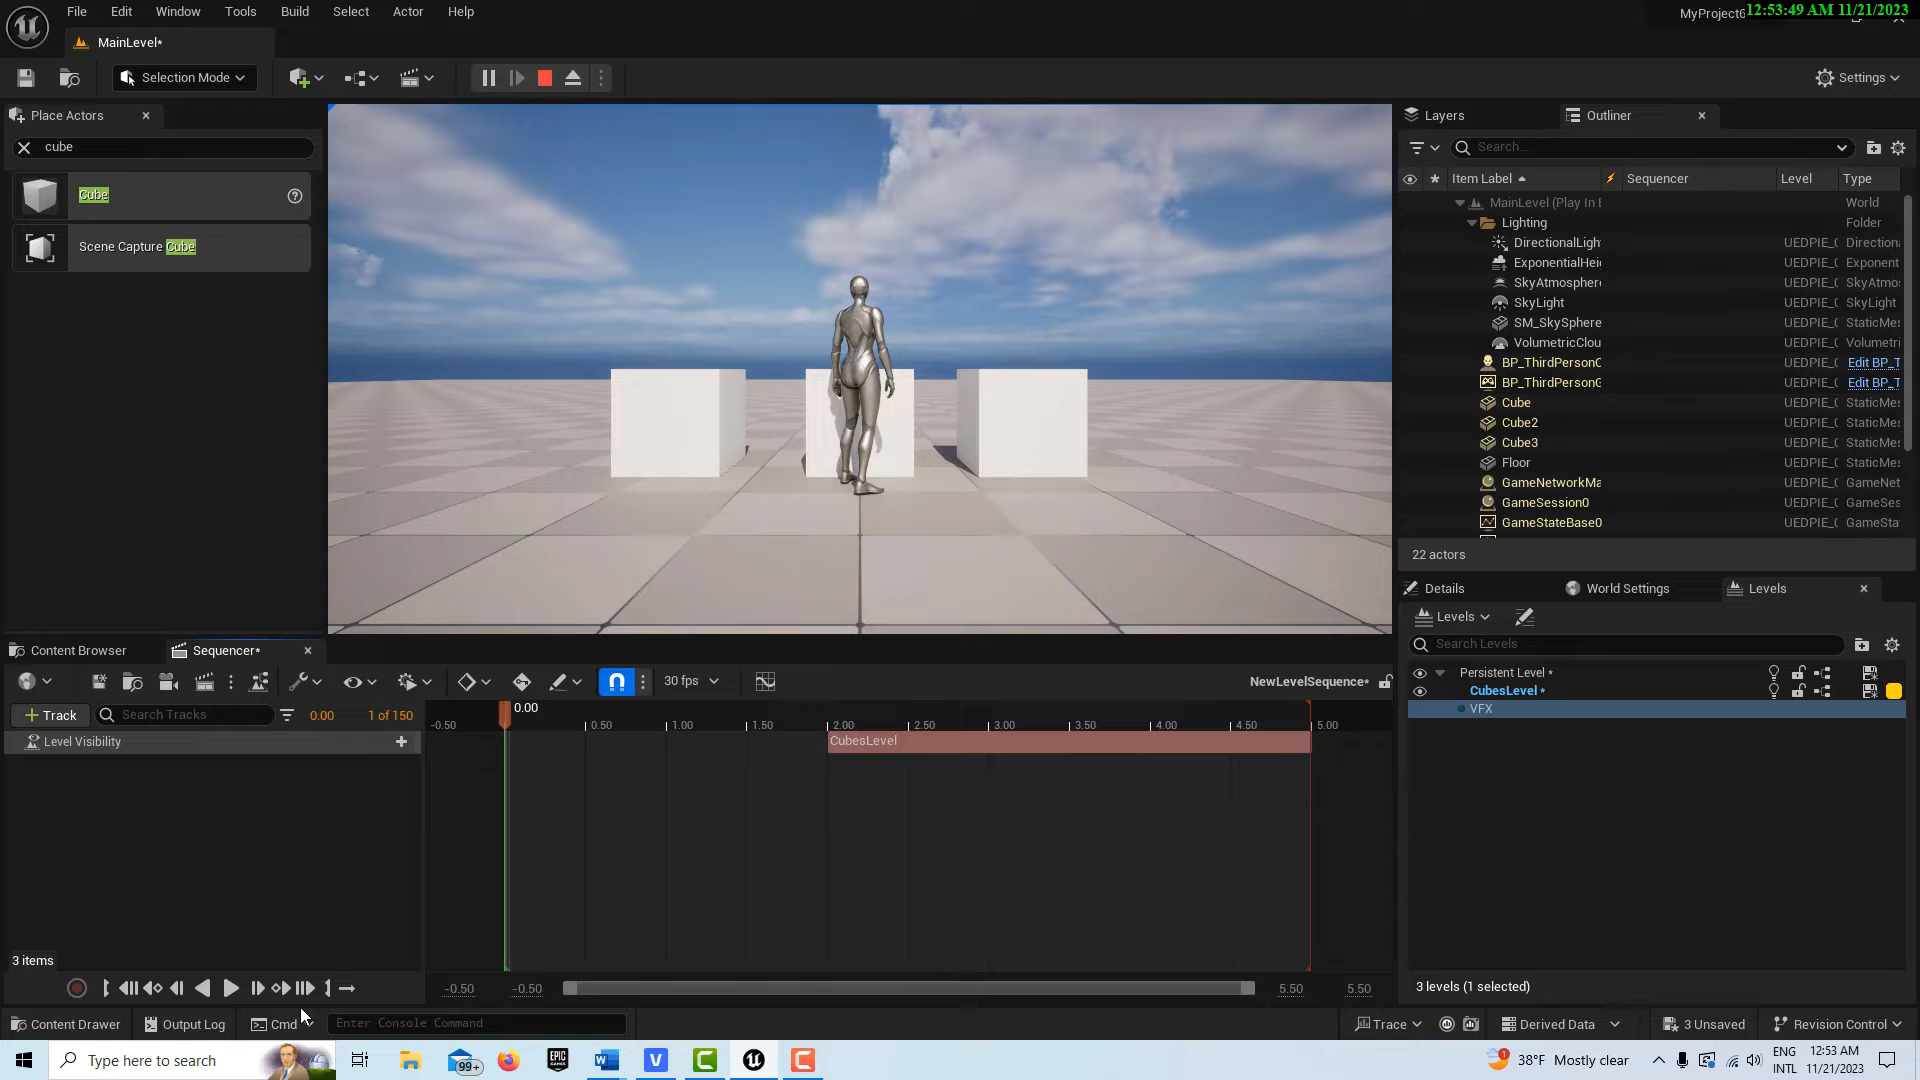 File Edit Window Tools Build Select Actor Help
12:53:49 AM 11/21/2023
MainLevel*
Selection Mode
Settings
Place Actors
cube
Cube
Scene Capture Cube
Layers
Outliner
Search...
Item Label Sequencer Level Type
MainLevel (Play In E World
Lighting Folder
DirectionalLigh UEDPIE_( Direction
ExponentialHei UEDPIE_( Exponent
SkyAtmosphere UEDPIE_( SkyAtmo
SkyLight UEDPIE_( SkyLight
SM_SkySphere UEDPIE_( StaticMes
VolumetricClou UEDPIE_( Volumetri
BP_ThirdPersonC UEDPIE_( Edit BP_T
BP_ThirdPersonG UEDPIE_( Edit BP_T
Cube UEDPIE_( StaticMes
Cube2 UEDPIE_( StaticMes
Cube3 UEDPIE_( StaticMes
Floor UEDPIE_( StaticMes
GameNetworkMa UEDPIE_( GameNet
GameSession0 UEDPIE_( GameSes
GameStateBase0 UEDPIE_( GameSta
22 actors
Details
World Settings
Levels
Levels
Search Levels
Persistent Level *
CubesLevel *
VFX
3 levels (1 selected)
Content Browser
Sequencer*
30 fps
NewLevelSequence*
Track
Search Tracks
0.00
1 of 150
0.00
-0.50 0.50 1.00 1.50 2.00 2.50 3.00 3.50 4.00 4.50 5.00
Level Visibility
CubesLevel
3 items
-0.50 -0.50 5.50 5.50
Content Drawer
Output Log
Cmd
Enter Console Command
Trace
Derived Data
3 Unsaved
Revision Control
Type here to search
99+
EPIC
GAMES
W
V
1
38°F Mostly clear
ENG
INTL
12:53 AM
11/21/2023